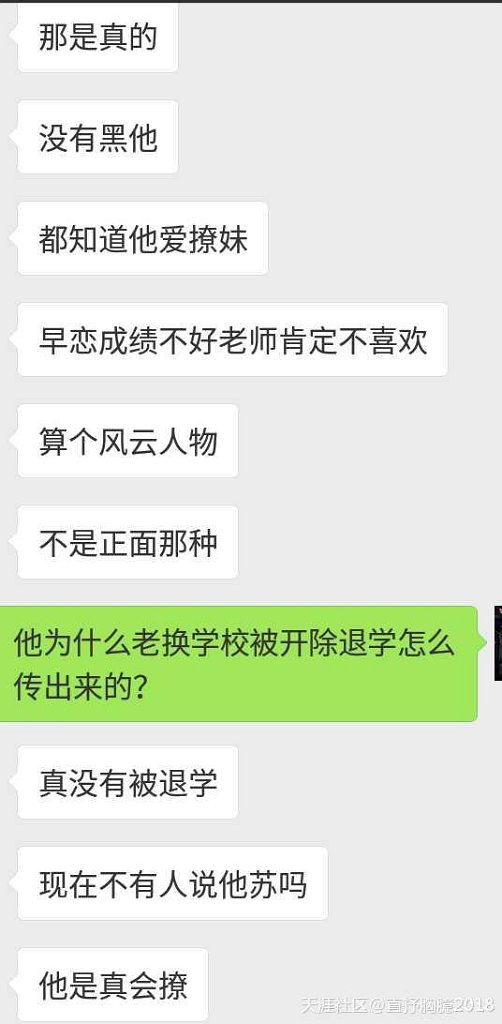 那是真的
没有黑他
都知道他爱撩妹
早恋成绩不好老师肯定不喜欢
算个风云人物
不是正面那种
他为什么老换学校被开除退学怎么
传出来的？
真没有被退学
现在不有人说他苏吗
他是真会撩
天涯社区@直抒胸臆2018